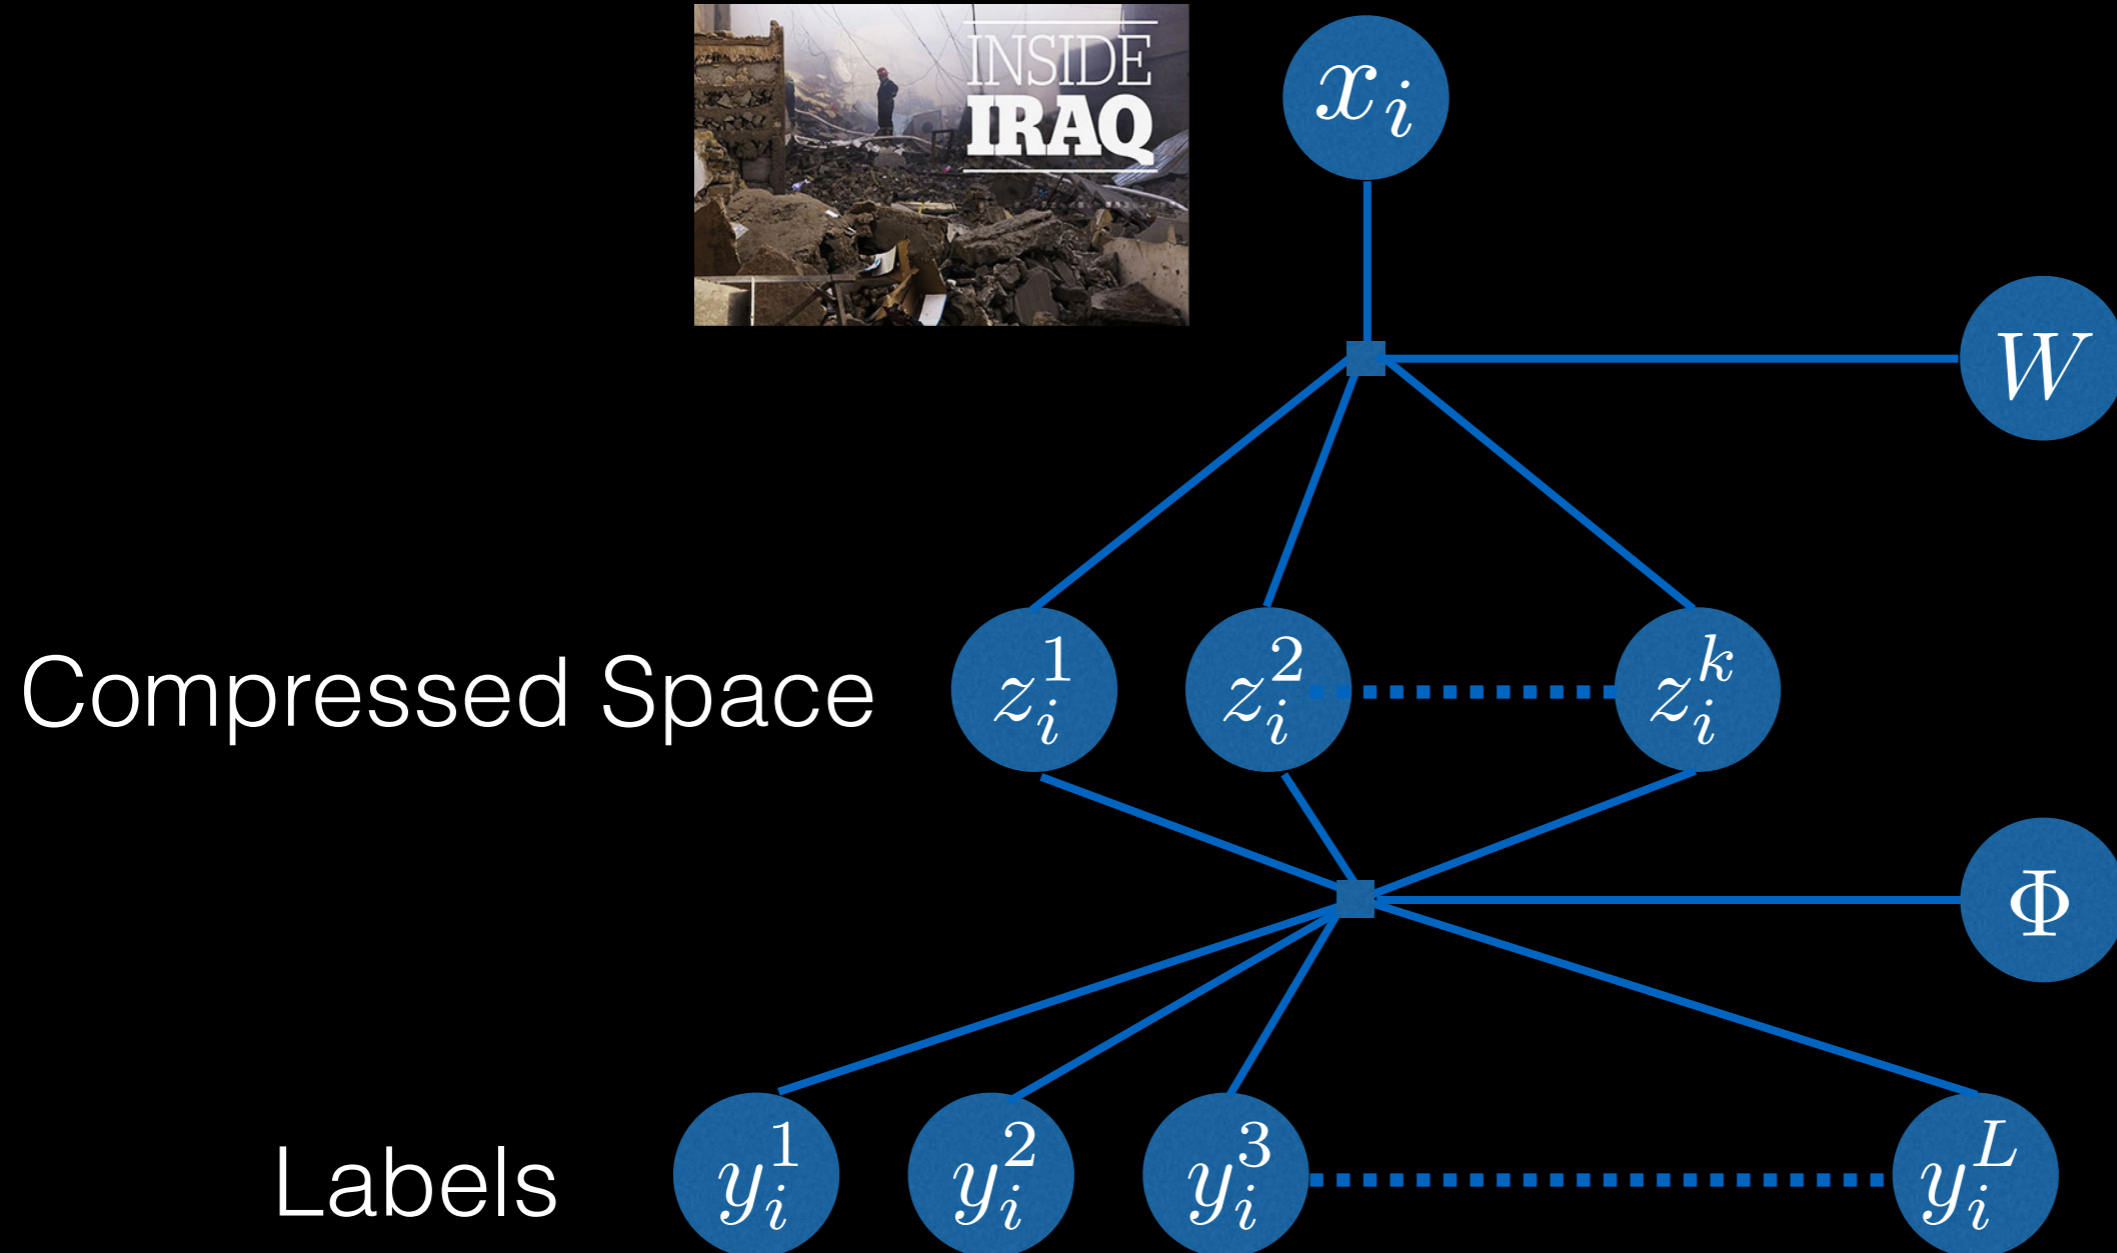 INSIDE
IRAQ
x_i
W
Compressed Space
z_i^1 z_i^2 z_i^k
Φ
Labels
y_i^1 y_i^2 y_i^3 y_i^L